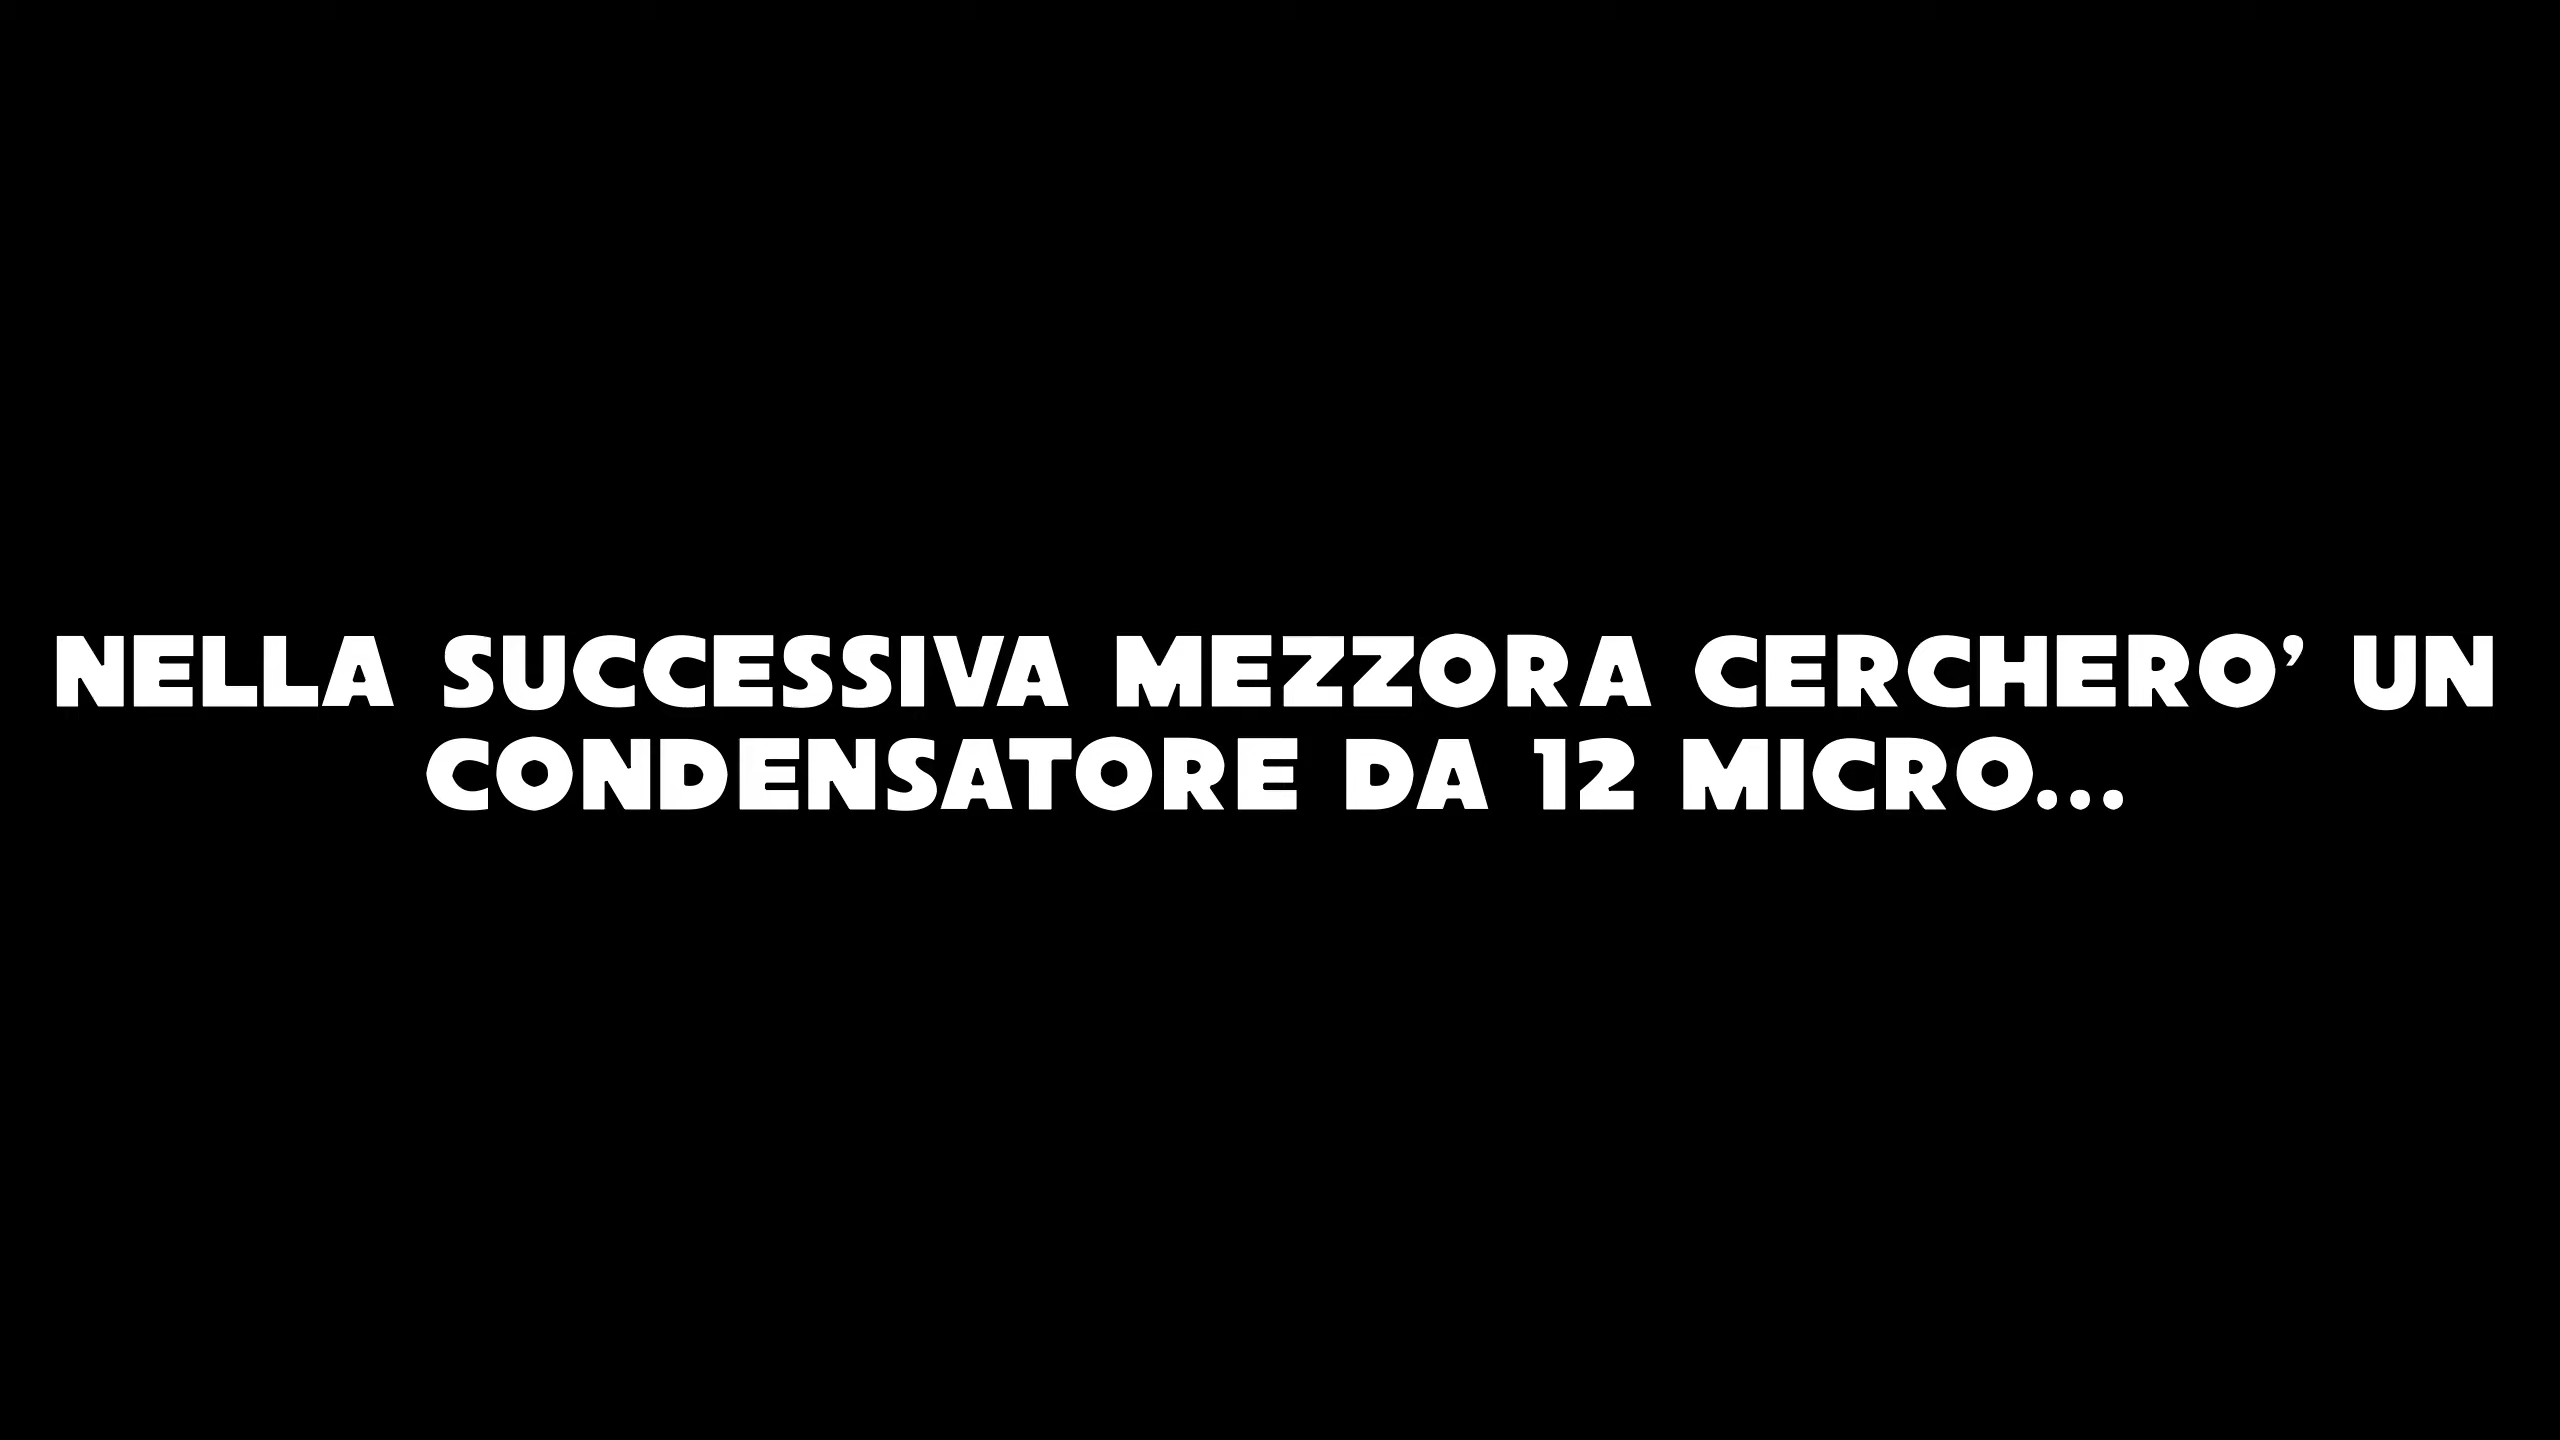 NELLA SUCCESSIVA MEZZORA CERCHERO’ UN
CONDENSATORE DA 12 MICRO...